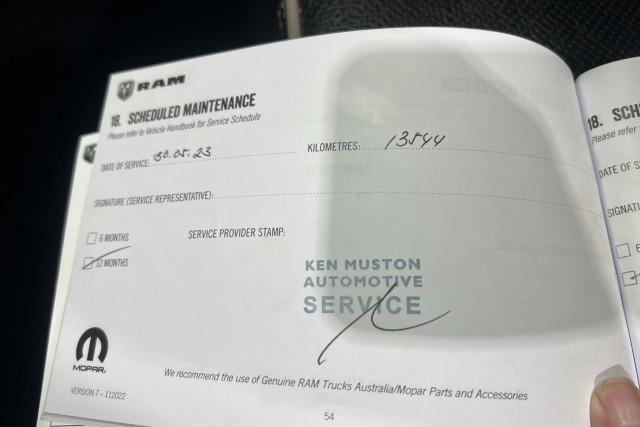 RAM
18. SCHEDULED MAINTENANCE
Please refer to Vehicle Handbook for Service Schedule
DATE OF SERVICE: 30.05.23
KILOMETRES: 13544
SIGNATURE (SERVICE REPRESENTATIVE):
6 MONTHS
12 MONTHS
SERVICE PROVIDER STAMP:
KEN MUSTON
AUTOMOTIVE
SERVICE
MOPAR
We recommend the use of Genuine RAM Trucks Australia/Mopar Parts and Accessories
VERSION 7 - 112022
54
18. SCH
Please refer
DATE OF S
SIGNATU
6